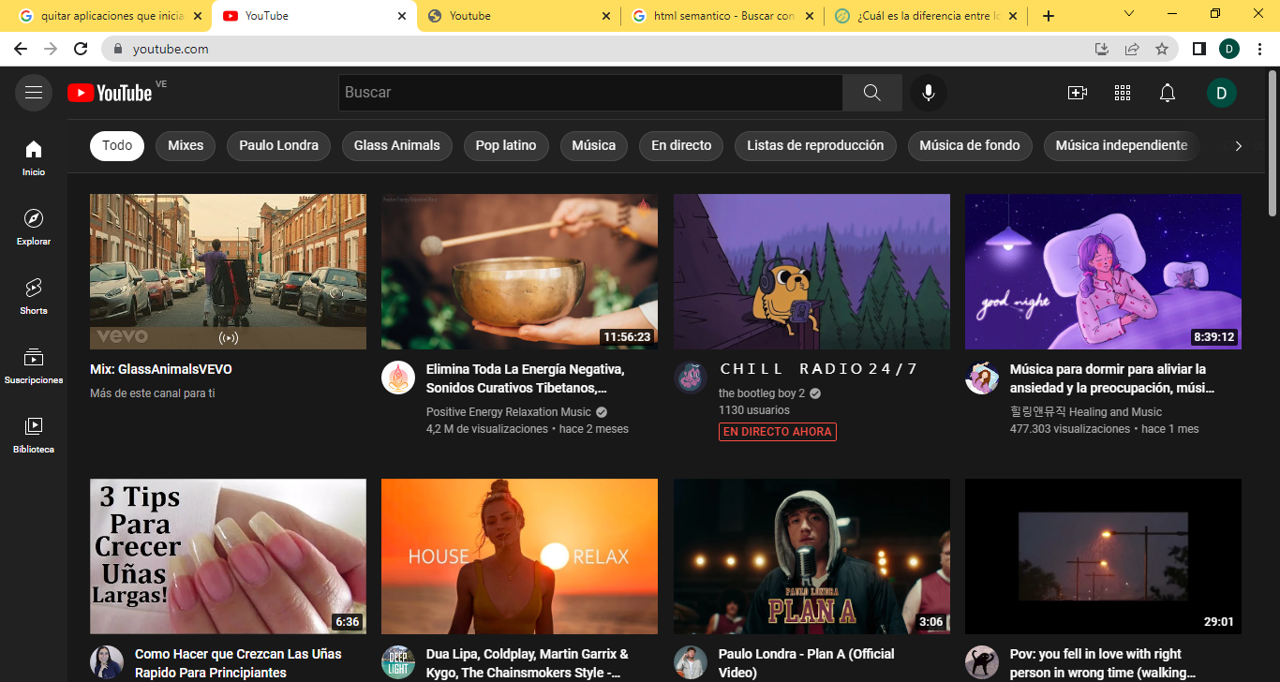 quitar aplicaciones que inicia
YouTube
Youtube
html semantico - Buscar con
¿Cuál es la diferencia entre lo
youtube.com
D
YouTube VE
Buscar
D
Todo
Mixes
Paulo Londra
Glass Animals
Pop latino
Música
En directo
Listas de reproducción
Música de fondo
Música independiente
Inicio
Explorar
Shorts
Suscripciones
Biblioteca
vevo
Mix: GlassAnimalsVEVO
Más de este canal para ti
11:56:23
Elimina Toda La Energía Negativa,
Sonidos Curativos Tibetanos,...
Positive Energy Relaxation Music
4,2 M de visualizaciones • hace 2 meses
CHILL RADIO 24/7
the bootleg boy 2
1130 usuarios
EN DIRECTO AHORA
good night
8:39:12
Música para dormir para aliviar la
ansiedad y la preocupación, músi...
힐링앤뮤직 Healing and Music
477.303 visualizaciones • hace 1 mes
3 Tips
Para
Crecer
Uñas
Largas!
6:36
Como Hacer que Crezcan Las Uñas
Rapido Para Principiantes
HOUSE RELAX
DEEP
LIGHT
Dua Lipa, Coldplay, Martin Garrix &
Kygo, The Chainsmokers Style -...
PAULO LONDRA
PLAN A
3:06
Paulo Londra - Plan A (Official
Video)
29:01
Pov: you fell in love with right
person in wrong time (walking...